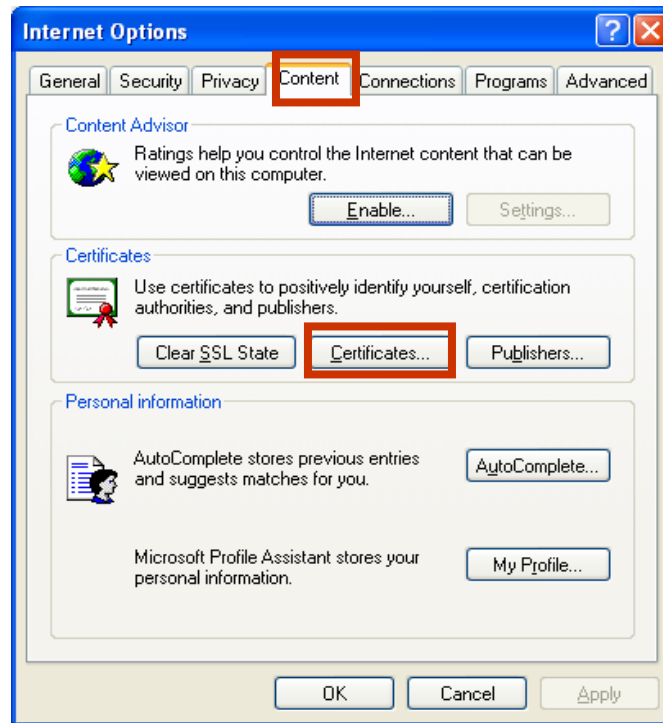 Internet Options
General Security Privacy Content Connections Programs Advanced
Content Advisor
Ratings help you control the Internet content that can be
viewed on this computer.
Enable... Settings...
Certificates
Use certificates to positively identify yourself, certification
authorities, and publishers.
Clear SSL State Certificates... Publishers...
Personal information
AutoComplete stores previous entries
and suggests matches for you.
AutoComplete...
Microsoft Profile Assistant stores your
personal information.
My Profile...
OK Cancel Apply